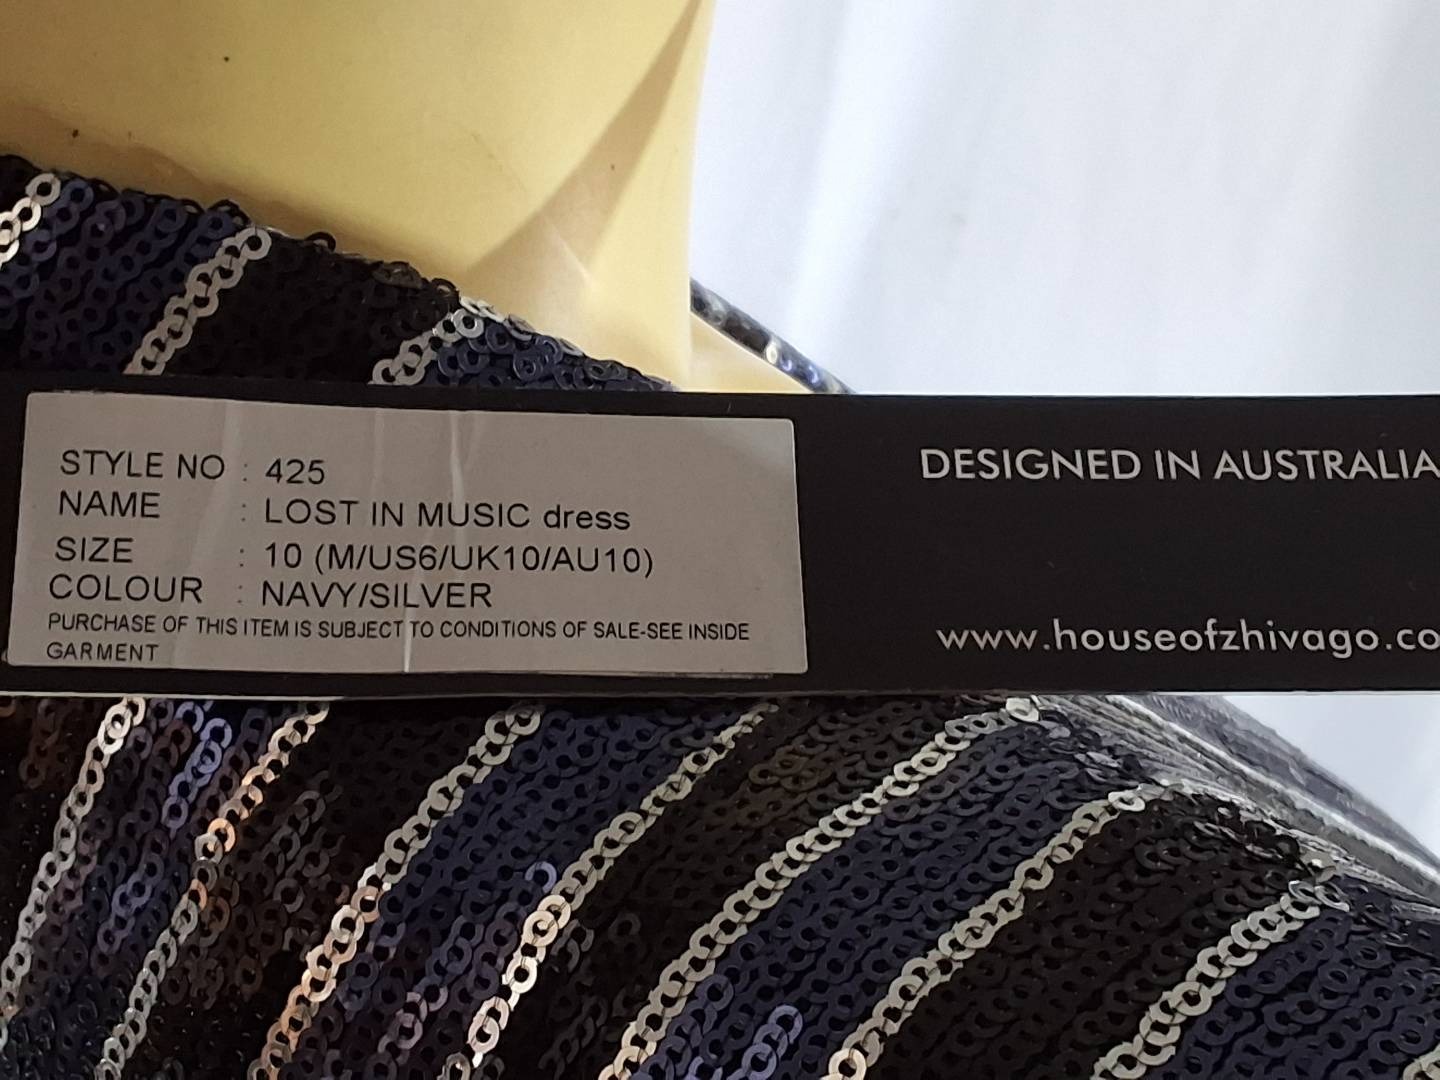 STYLE NO : 425
NAME : LOST IN MUSIC dress
SIZE : 10 (M/US6/UK10/AU10)
COLOUR : NAVY/SILVER
PURCHASE OF THIS ITEM IS SUBJECT TO CONDITIONS OF SALE-SEE INSIDE
GARMENT
DESIGNED IN AUSTRALIA
www.houseofzhivago.co